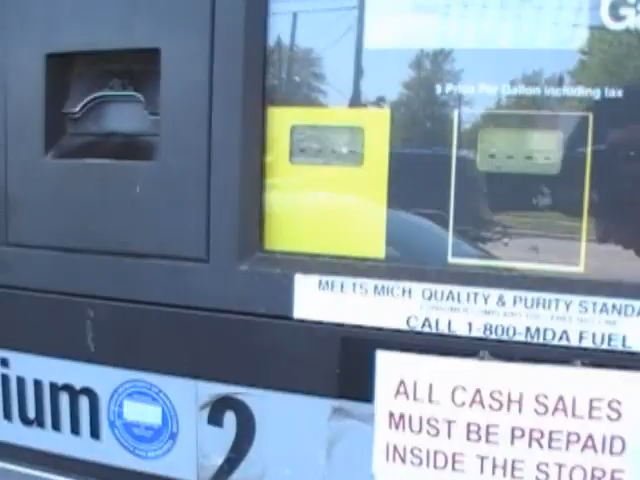 $ Price Per Gallon including tax
MEETS MICH QUALITY & PURITY STANDA
CALL 1-800-MDA FUEL
ium
2
ALL CASH SALES
MUST BE PREPAID
INSIDE THE STORE